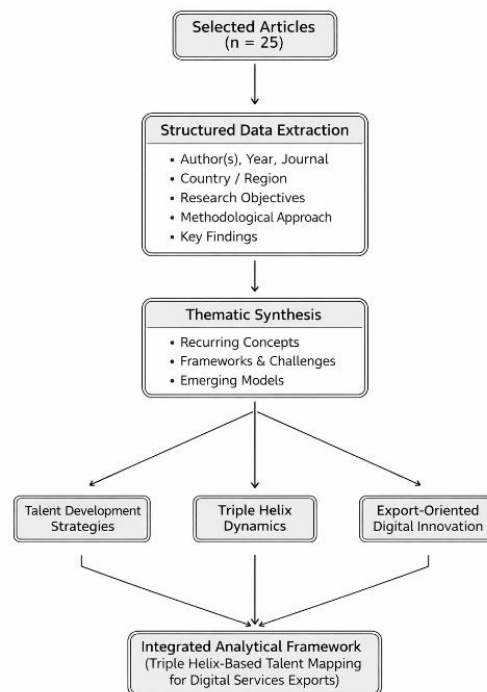 Selected Articles
(n = 25)
Structured Data Extraction
• Author(s), Year, Journal
• Country / Region
• Research Objectives
• Methodological Approach
• Key Findings
Thematic Synthesis
• Recurring Concepts
• Frameworks & Challenges
• Emerging Models
Talent Development
Strategies
Triple Helix
Dynamics
Export-Oriented
Digital Innovation
Integrated Analytical Framework
(Triple Helix-Based Talent Mapping
for Digital Services Exports)